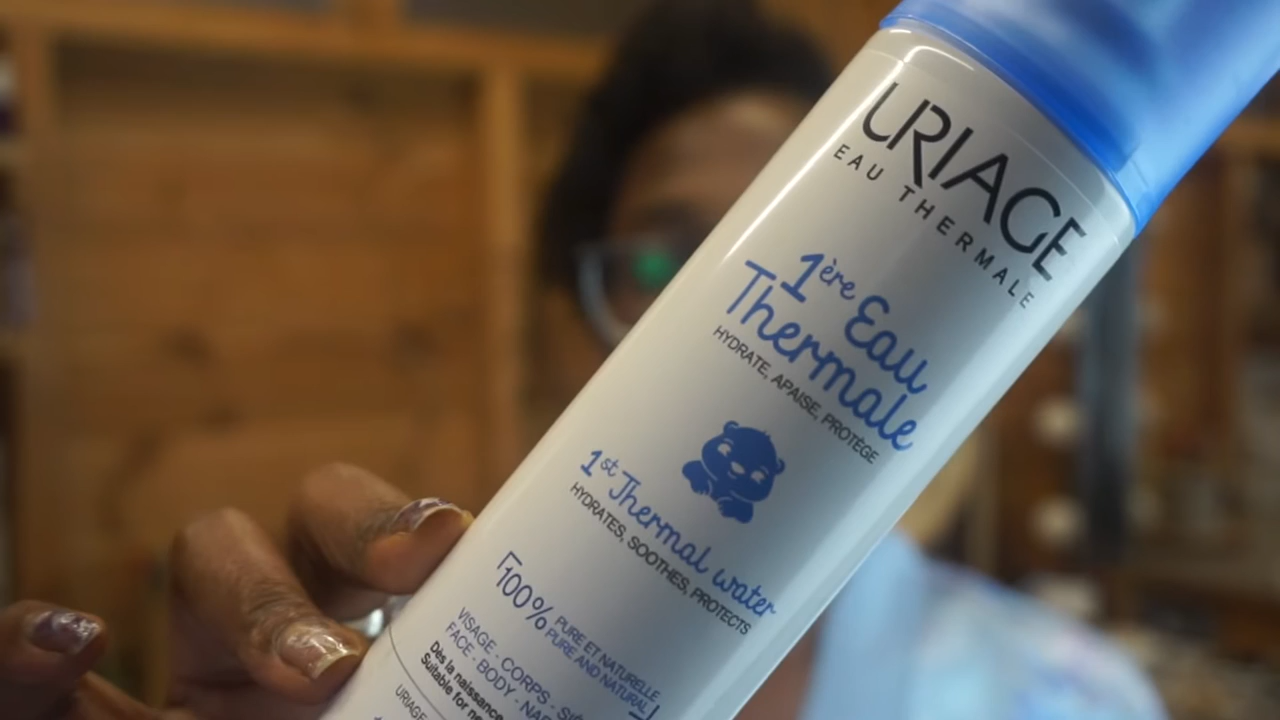 URIAGE
EAU THERMALE
1ère Eau
Thermale
HYDRATE, APAISE, PROTÈGE
1st Thermal water
HYDRATES, SOOTHES, PROTECTS
100% PURE ET NATURELLE
PURE AND NATURAL
VISAGE - CORPS -
FACE - BODY -
Dès la naissance
Suitable for
URIAGE